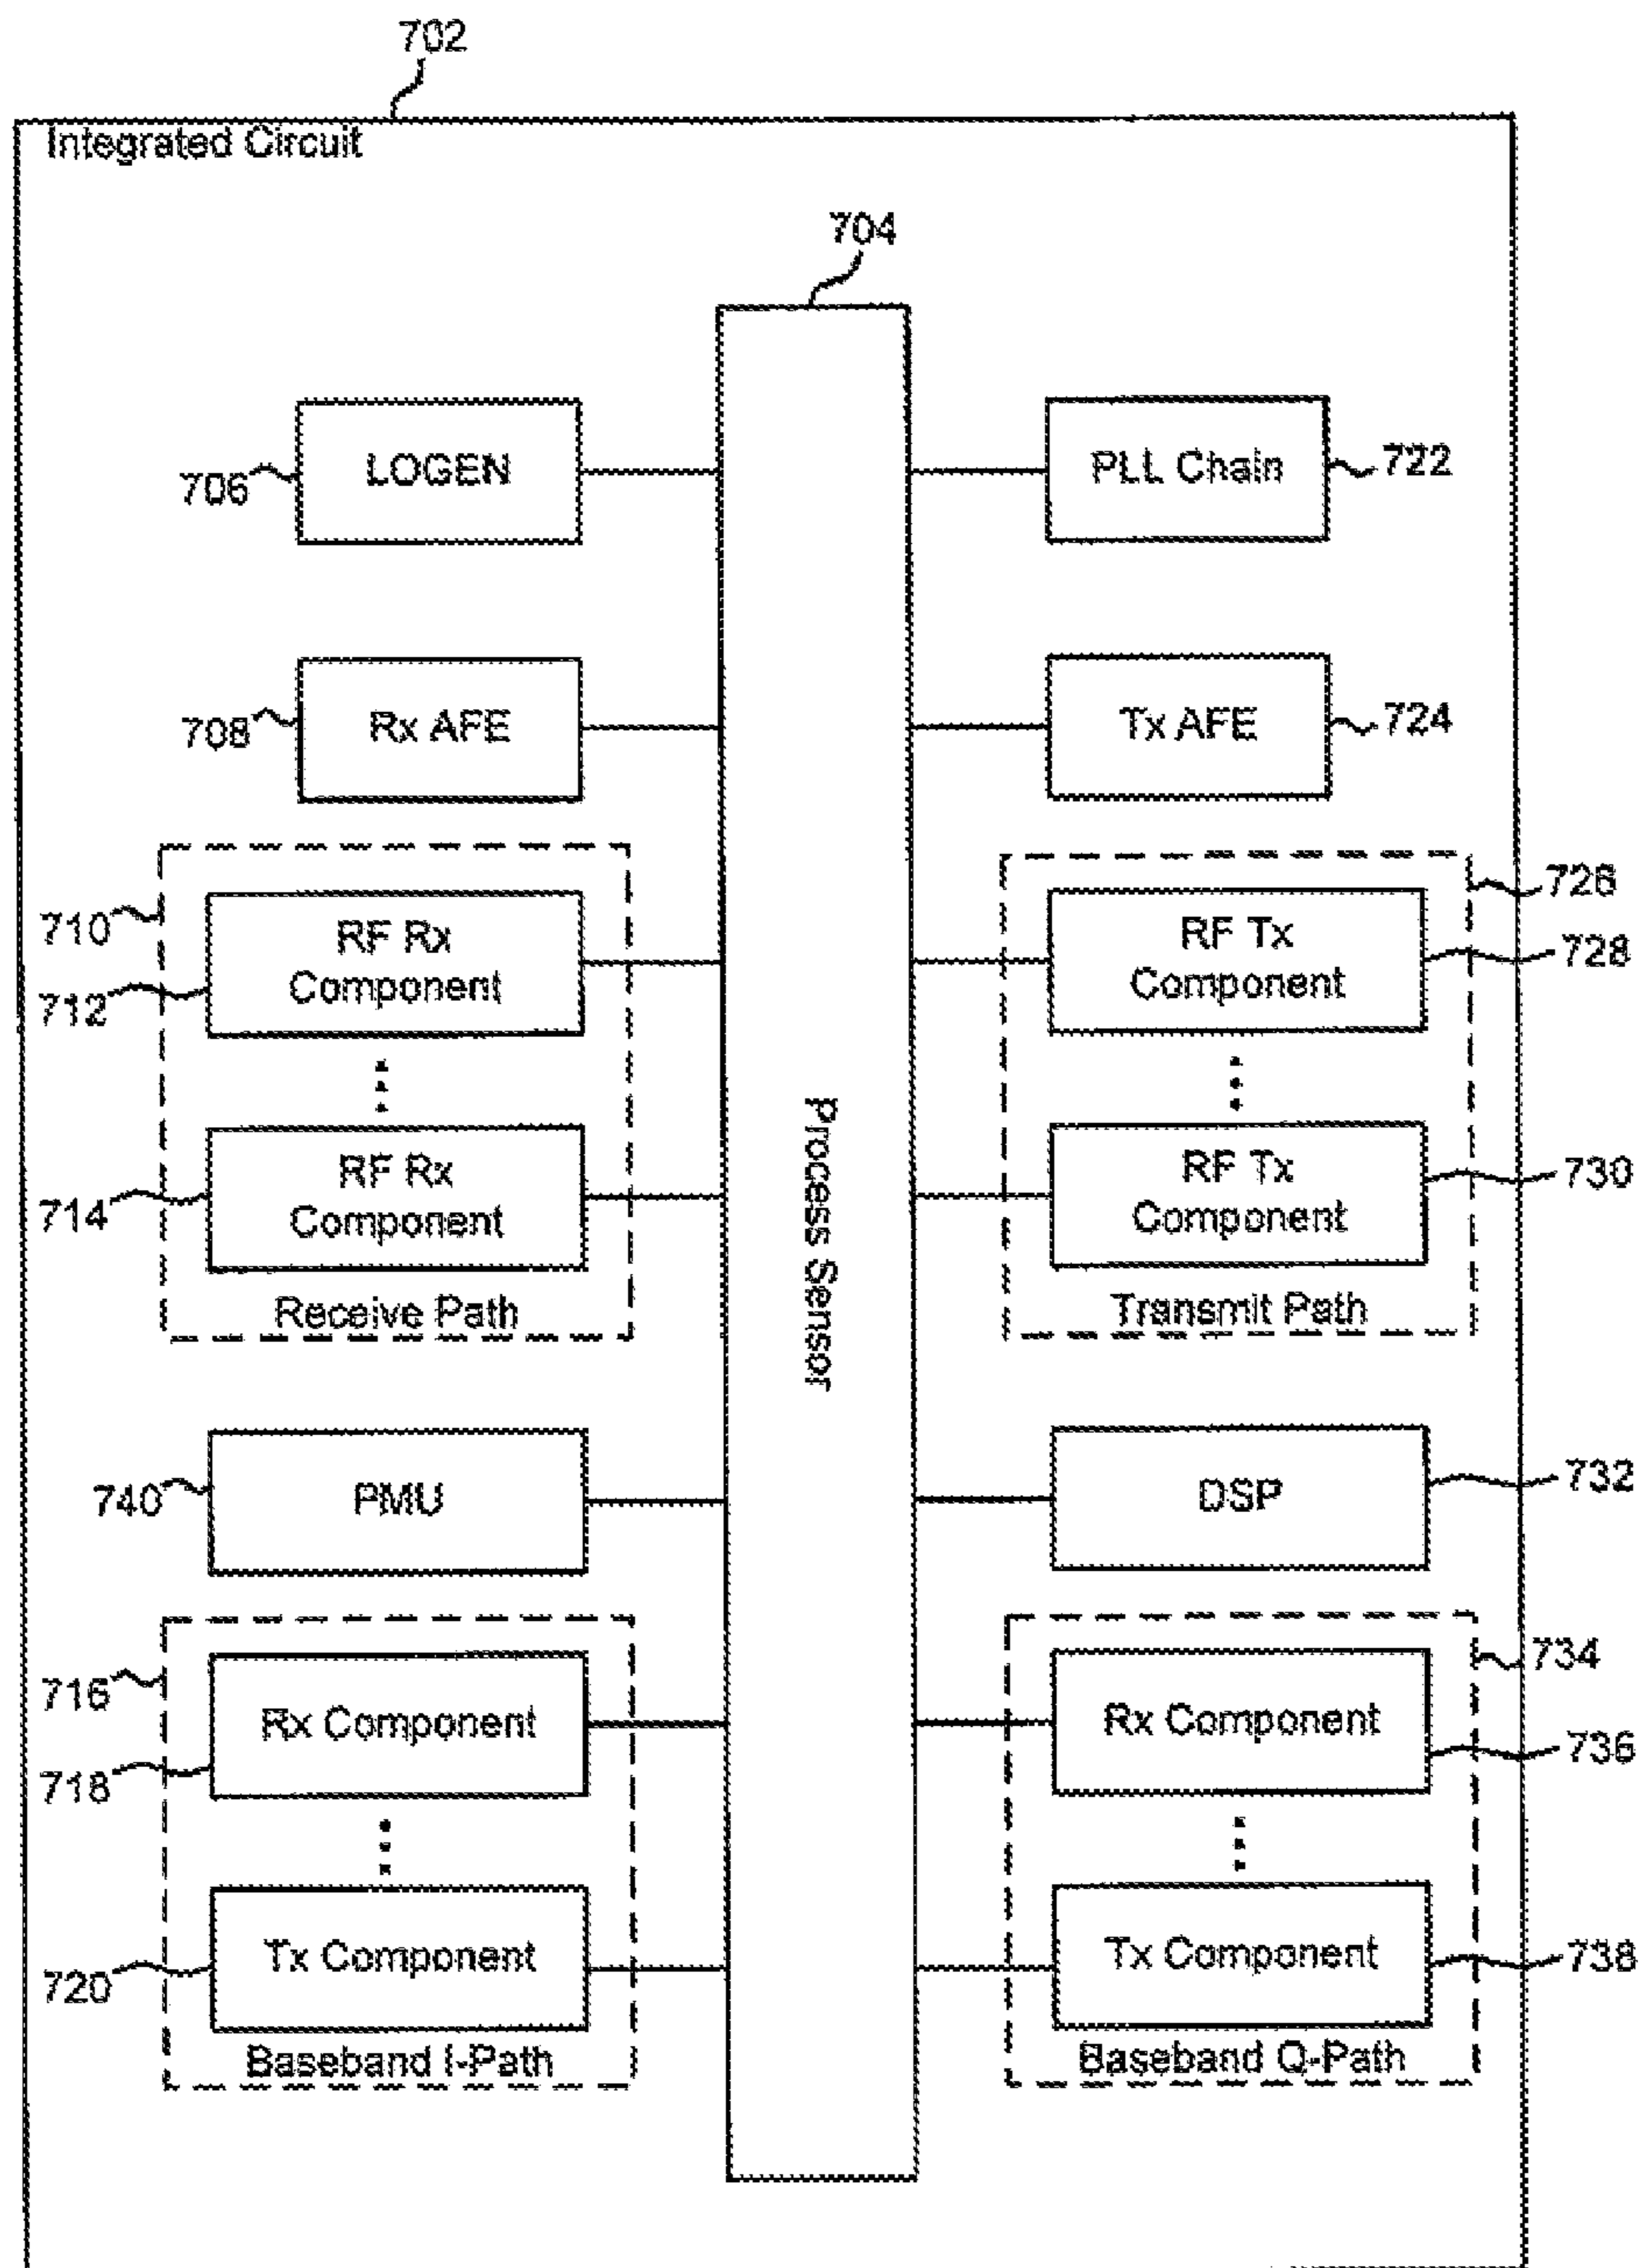 702
Integrated Circuit
704
LOGEN
706
PLL Chain
722
Rx AFE
708
Tx AFE
724
710
RF Rx
Component
712
RF Rx
Component
714
Receive Path
726
RF Tx
Component
728
RF Tx
Component
730
Transmit Path
Process Sensor
PMU
740
DSP
732
716
Rx Component
718
Tx Component
720
Baseband I-Path
734
Rx Component
736
Tx Component
738
Baseband Q-Path